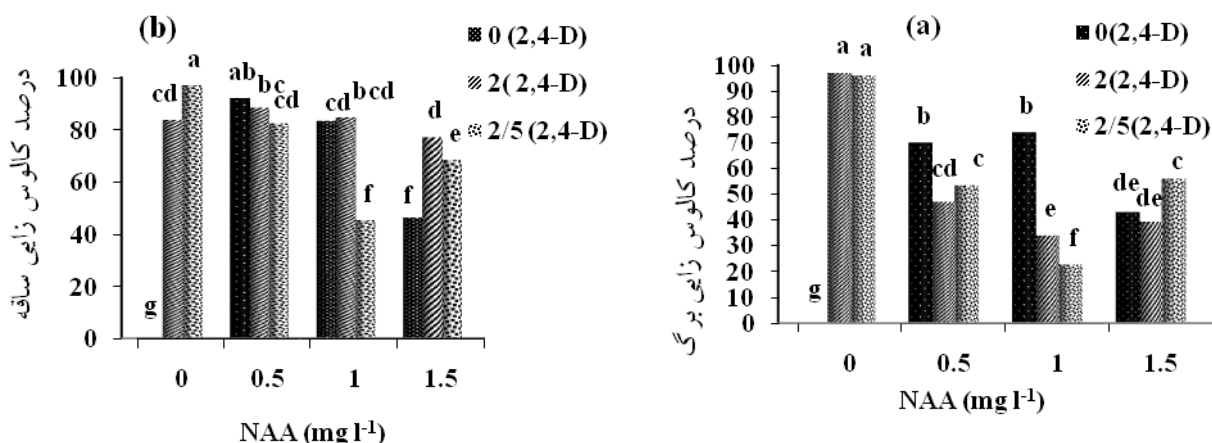 (b)
0 (2,4-D)
2( 2,4-D)
2/5 (2,4-D)
درصد کالوس زایی ساقه
100
80
60
40
20
0
g
cd
a
ab
bc
cd
cd
bcd
f
f
d
e
0 0.5 1 1.5
NAA (mg l-1)
(a)
0(2,4-D)
2(2,4-D)
2/5(2,4-D)
درصد کالوس زایی برگ
100
90
80
70
60
50
40
30
20
10
0
g
a
a
b
cd
c
b
e
f
de
de
c
0 0.5 1 1.5
NAA (mg l-1)